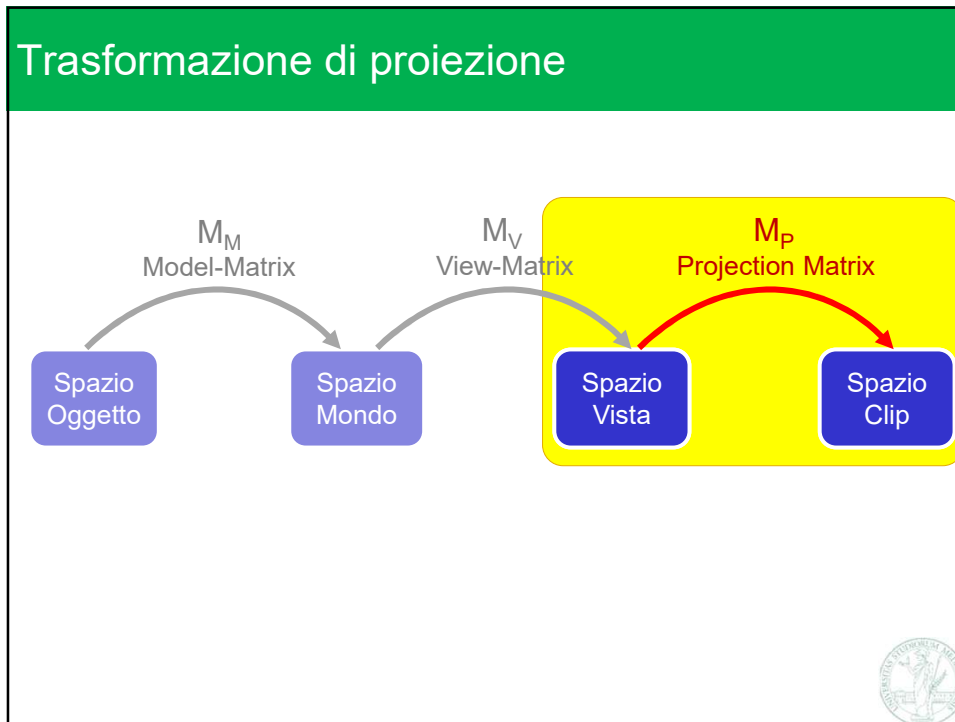 Trasformazione di proiezione
M_M
Model-Matrix
M_V
View-Matrix
M_P
Projection Matrix
Spazio
Oggetto
Spazio
Mondo
Spazio
Vista
Spazio
Clip